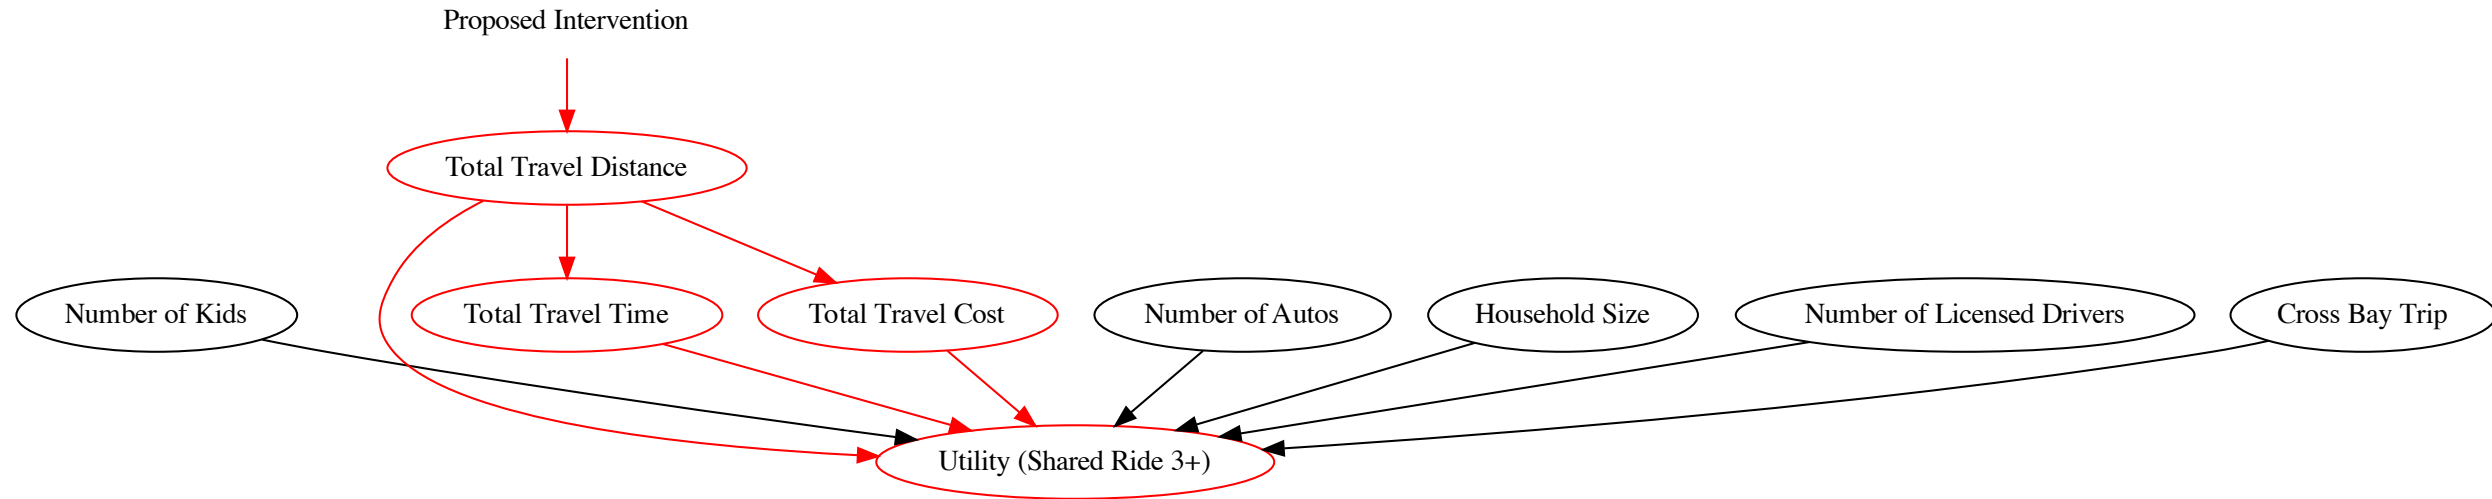 Proposed Intervention
Total Travel Distance
Number of Kids
Total Travel Time
Total Travel Cost
Number of Autos
Household Size
Number of Licensed Drivers
Cross Bay Trip
Utility (Shared Ride 3+)